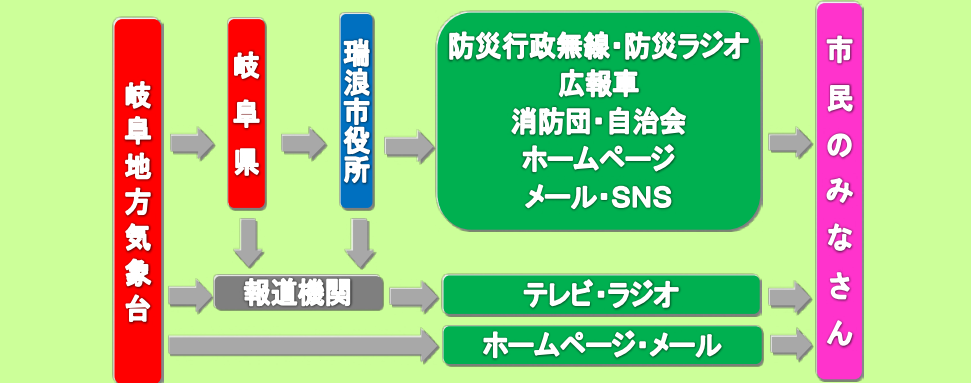 岐阜地方気象台
岐阜県
瑞浪市役所
防災行政無線・防災ラジオ
広報車
消防団・自治会
ホームページ
メール・SNS
市民のみなさん
報道機関
テレビ・ラジオ
ホームページ・メール